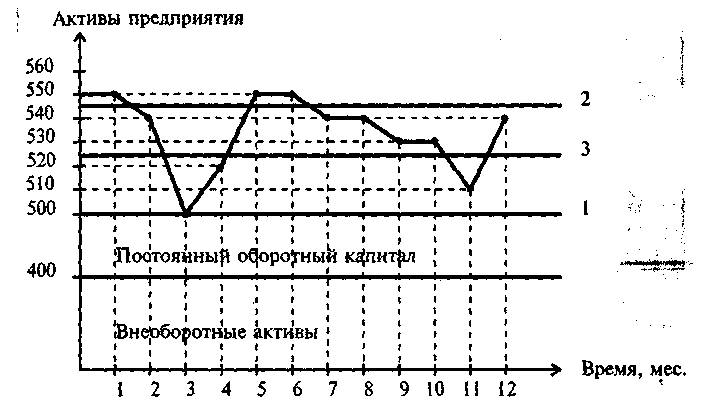 Активы предприятия
560
550
540
530
520
510
500
400
2
3
1
Постоянный оборотный капитал
Внеоборотные активы
Время, мес.
1 2 3 4 5 6 7 8 9 10 11 12